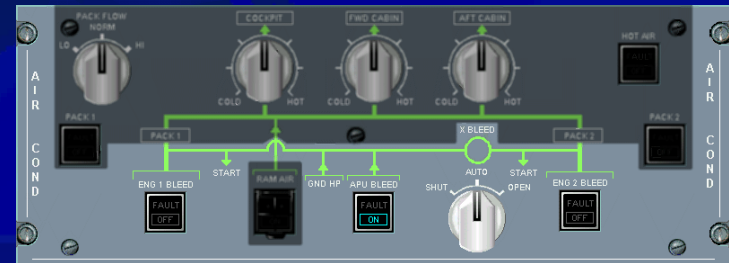 PACK FLOW
NORM
LO
HI
COCKPIT
FWD CABIN
AFT CABIN
COLD
HOT
COLD
HOT
COLD
HOT
HOT AIR
FAULT
AIR COND
AIR COND
PACK 1
PACK 2
PACK 1
PACK 2
X BLEED
START
START
AUTO
SHUT
OPEN
ENG 1 BLEED
RAM AIR
GND HP
APU BLEED
ENG 2 BLEED
FAULT
OFF
FAULT
ON
FAULT
OFF